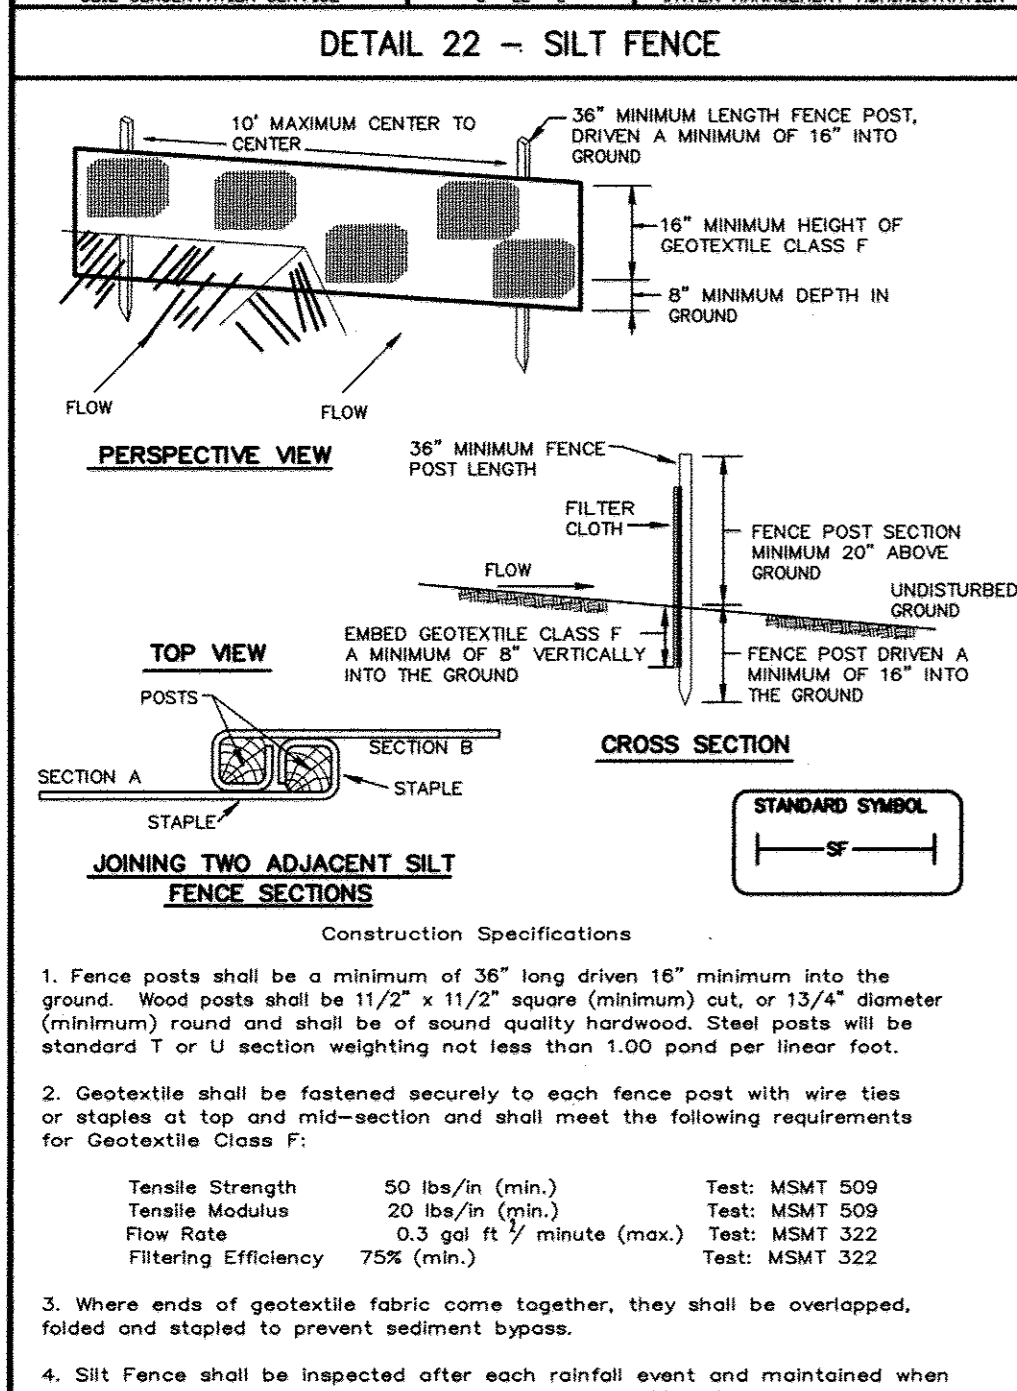 DETAIL 22 – SILT FENCE
10' MAXIMUM CENTER TO
CENTER
36" MINIMUM LENGTH FENCE POST,
DRIVEN A MINIMUM OF 16" INTO
GROUND
16" MINIMUM HEIGHT OF
GEOTEXTILE CLASS F
8" MINIMUM DEPTH IN
GROUND
FLOW
FLOW
PERSPECTIVE VIEW
36" MINIMUM FENCE
POST LENGTH
FILTER
CLOTH
FENCE POST SECTION
MINIMUM 20" ABOVE
GROUND
FLOW
UNDISTURBED
GROUND
EMBED GEOTEXTILE CLASS F
A MINIMUM OF 8" VERTICALLY
INTO THE GROUND
FENCE POST DRIVEN A
MINIMUM OF 16" INTO
THE GROUND
CROSS SECTION
TOP VIEW
POSTS
SECTION B
SECTION A
STAPLE
STAPLE
JOINING TWO ADJACENT SILT
FENCE SECTIONS
STANDARD SYMBOL
SF
Construction Specifications
1. Fence posts shall be a minimum of 36" long driven 16" minimum into the
ground. Wood posts shall be 11/2" x 11/2" square (minimum) cut, or 13/4" diameter
(minimum) round and shall be of sound quality hardwood. Steel posts will be
standard T or U section weighting not less than 1.00 pond per linear foot.
2. Geotextile shall be fastened securely to each fence post with wire ties
or staples at top and mid-section and shall meet the following requirements
for Geotextile Class F:
Tensile Strength 50 lbs/in (min.) Test: MSMT 509
Tensile Modulus 20 lbs/in (min.) Test: MSMT 509
Flow Rate 0.3 gal ft²/ minute (max.) Test: MSMT 322
Filtering Efficiency 75% (min.) Test: MSMT 322
3. Where ends of geotextile fabric come together, they shall be overlapped,
folded and stapled to prevent sediment bypass.
4. Silt Fence shall be inspected after each rainfall event and maintained when